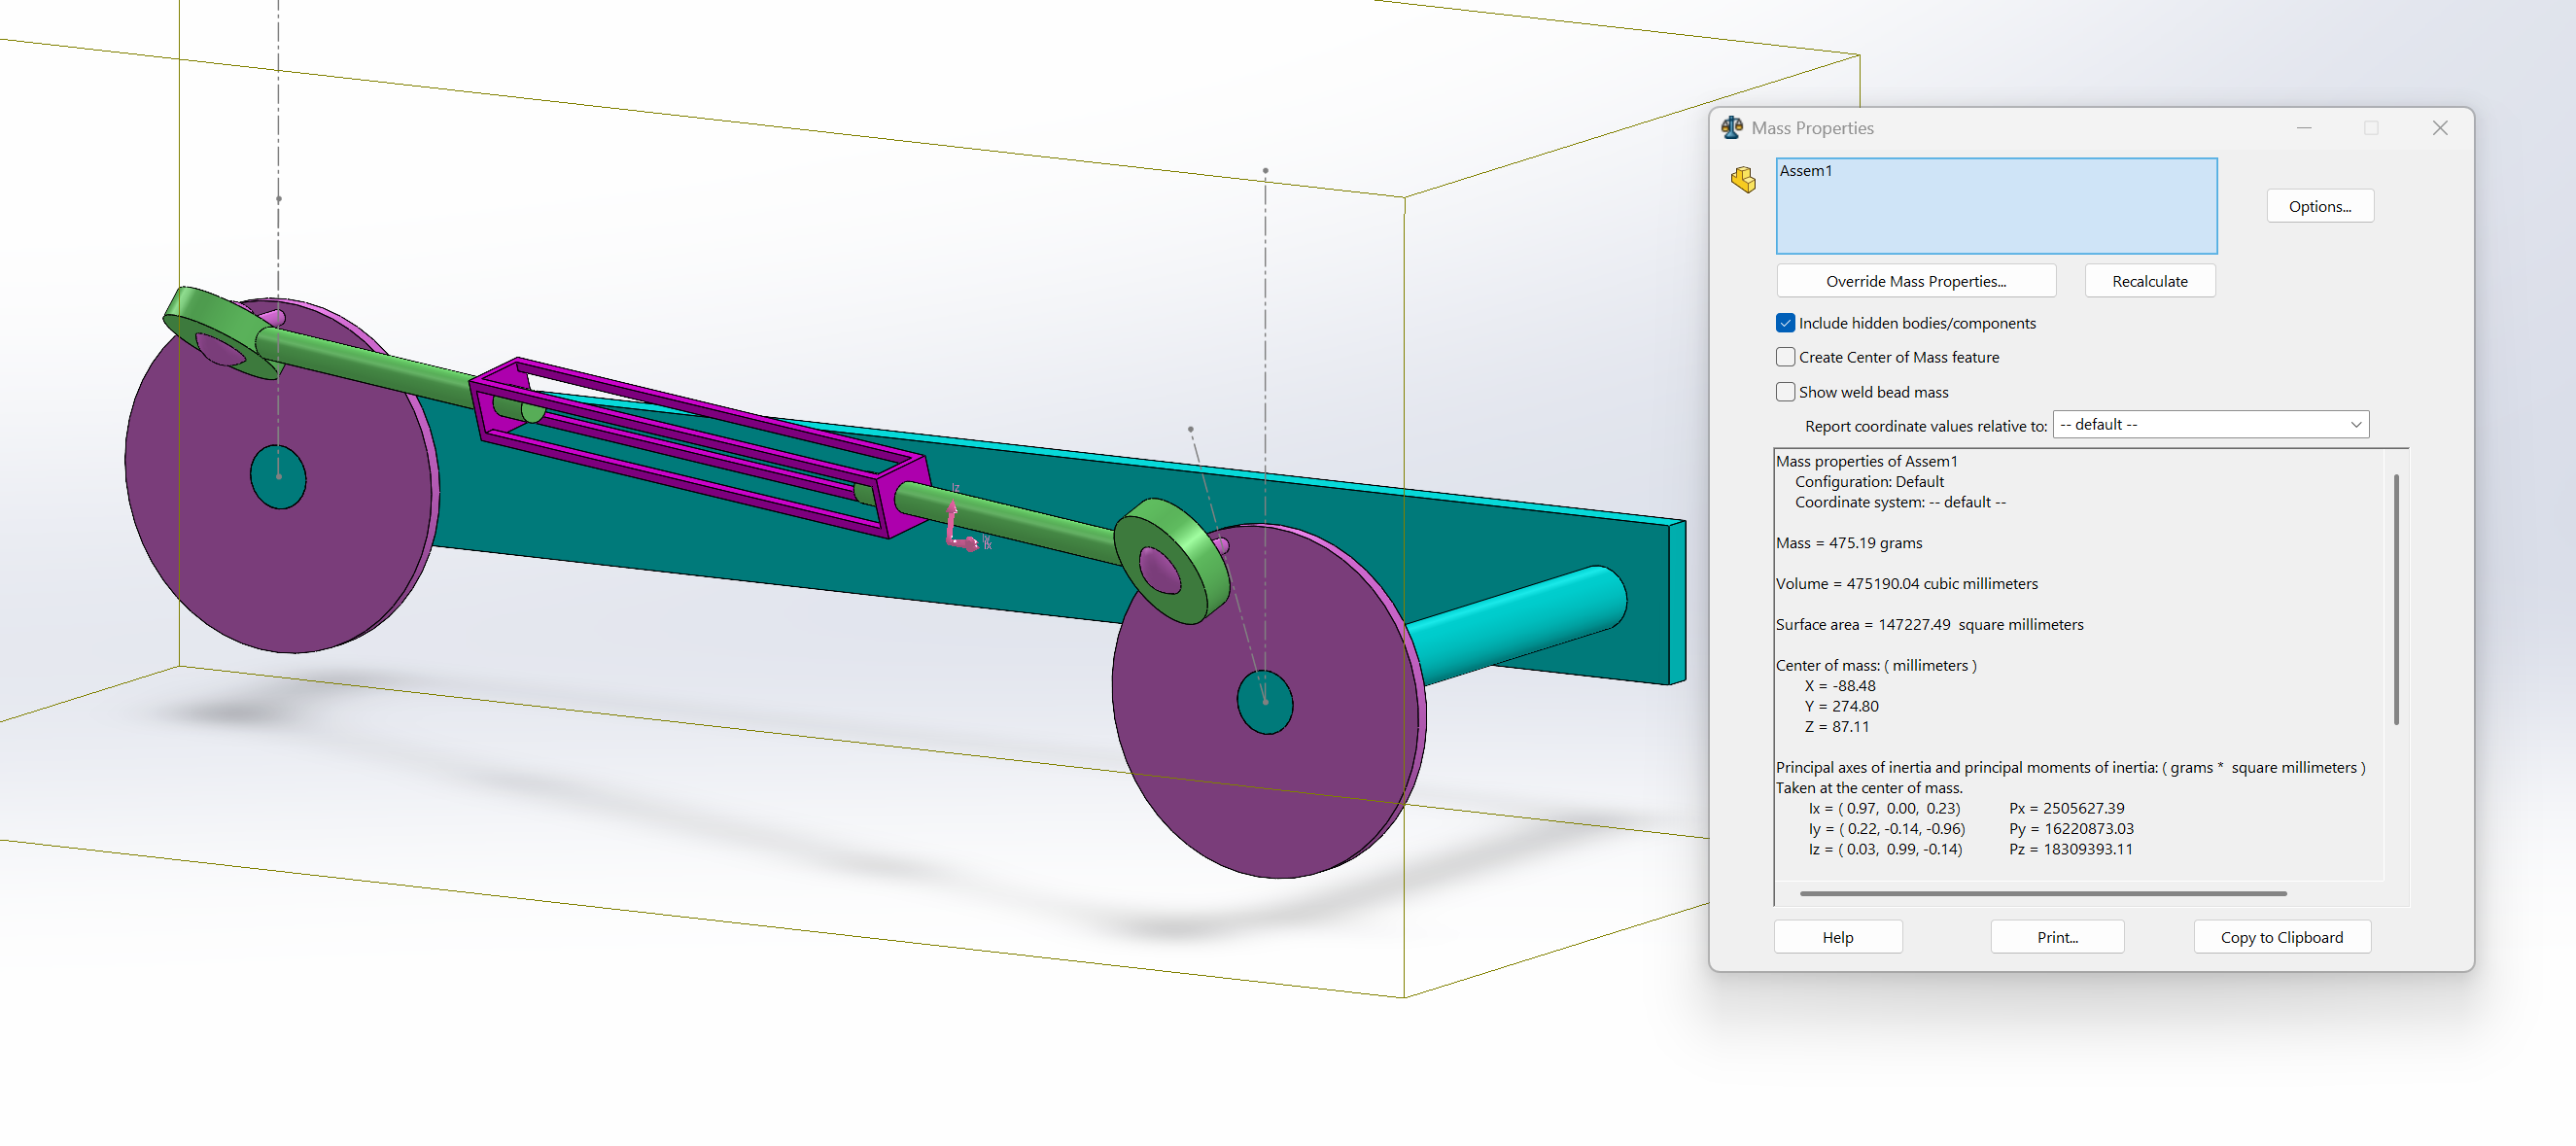 Mass Properties
Assem1
Options...
Override Mass Properties...
Recalculate
Include hidden bodies/components
Create Center of Mass feature
Show weld bead mass
Report coordinate values relative to:
-- default --
Mass properties of Assem1
Configuration: Default
Coordinate system: -- default --
Mass = 475.19 grams
Volume = 475190.04 cubic millimeters
Surface area = 147227.49  square millimeters
Center of mass: ( millimeters )
X = -88.48
Y = 274.80
Z = 87.11
Principal axes of inertia and principal moments of inertia: ( grams *  square millimeters )
Taken at the center of mass.
Ix = ( 0.97,  0.00,  0.23) Px = 2505627.39
Iy = ( 0.22, -0.14, -0.96) Py = 16220873.03
Iz = ( 0.03,  0.99, -0.14) Pz = 18309393.11
Help
Print...
Copy to Clipboard
Iz
Ix